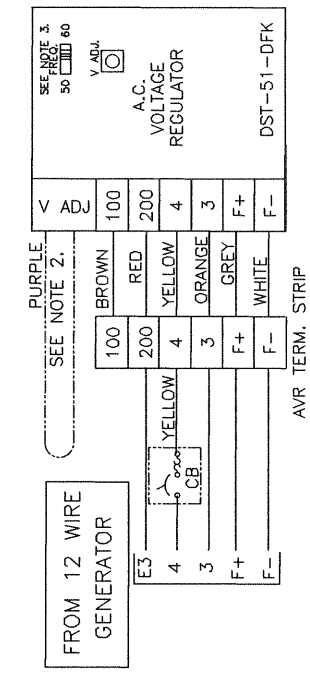 SEE NOTE 3.
FREQ.
50 60
V ADJ.
A.C.
VOLTAGE
REGULATOR
DST-51-DFK
V ADJ
100
200
4
3
F+
F-
PURPLE
SEE NOTE 2.
BROWN
RED
YELLOW
ORANGE
GREY
WHITE
100
200
4
3
F+
F-
AVR TERM. STRIP
YELLOW
CB
FROM 12 WIRE
GENERATOR
E3
4
3
F+
F-